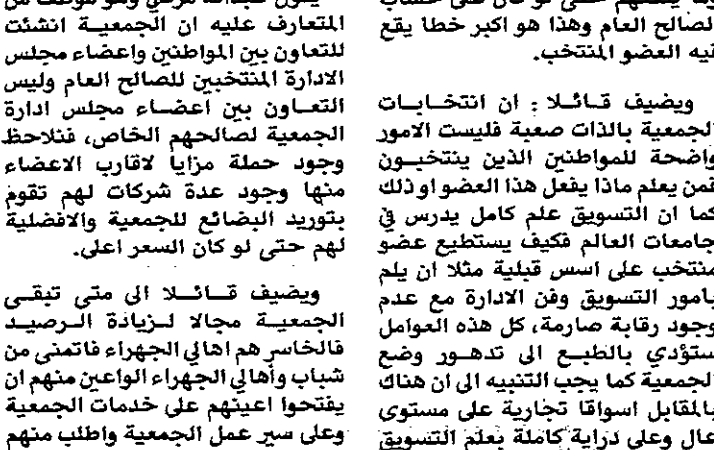 لصالح العام وهذا هو اكبر خطا يقع
فيه العضو المنتخب.
ويضيف قائلا : ان انتخابات
الجمعية بالذات صعبة فليست الامور
واضحة للمواطنين الذين ينتخبون
فمن يعلم ماذا يفعل هذا العضو او ذلك
كما ان التسويق علم كامل يدرس في
جامعات العالم فكيف يستطيع عضو
منتخب على اسس قبلية مثلا ان يلم
بامور التسويق وفن الادارة مع عدم
وجود رقابة صارمة، كل هذه العوامل
ستؤدي بالطبع الى تدهور وضع
الجمعية كما يجب التنبيه الى ان هناك
بالمقابل اسواقا تجارية على مستوى
عال وعلى دراية كاملة بعلم التسويق
المتعارف عليه ان الجمعية انشئت
للتعاون بين المواطنين واعضاء مجلس
الادارة المنتخبين للصالح العام وليس
التعاون بين اعضاء مجلس ادارة
الجمعية لصالحهم الخاص، فنلاحظ
وجود حملة مزايا لاقارب الاعضاء
منها وجود عدة شركات لهم تقوم
بتوريد البضائع للجمعية والافضلية
لهم حتى لو كان السعر اعلى.
ويضيف قائلا الى متى تبقى
الجمعية مجالا لزيادة الرصيد
فالخاسر هم اهالي الجهراء فاتمنى من
شباب وأهالي الجهراء الواعين منهم ان
يفتحوا اعينهم على خدمات الجمعية
وعلى سير عمل الجمعية واطلب منهم